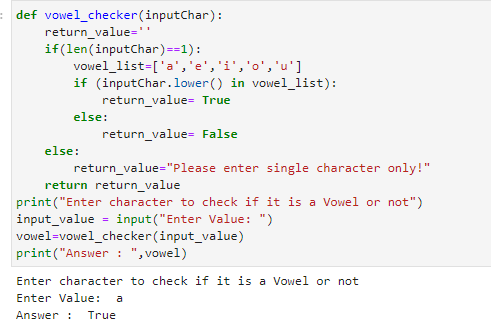 def vowel_checker(inputChar):
    return_value=''
    if(len(inputChar)==1):
        vowel_list=['a','e','i','o','u']
        if (inputChar.lower() in vowel_list):
            return_value= True
        else:
            return_value= False
    else:
        return_value="Please enter single character only!"
    return return_value
print("Enter character to check if it is a Vowel or not")
input_value = input("Enter Value: ")
vowel=vowel_checker(input_value)
print("Answer : ",vowel)
Enter character to check if it is a Vowel or not
Enter Value:  a
Answer :  True